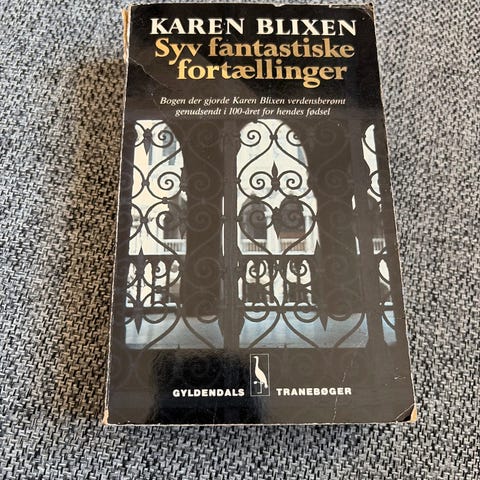 KAREN BLIXEN
Syv fantastiske
fortællinger
Bogen der gjorde Karen Blixen verdensberømt
genudsendt i 100-året for hendes fødsel
GYLDENDALS TRANEBØGER